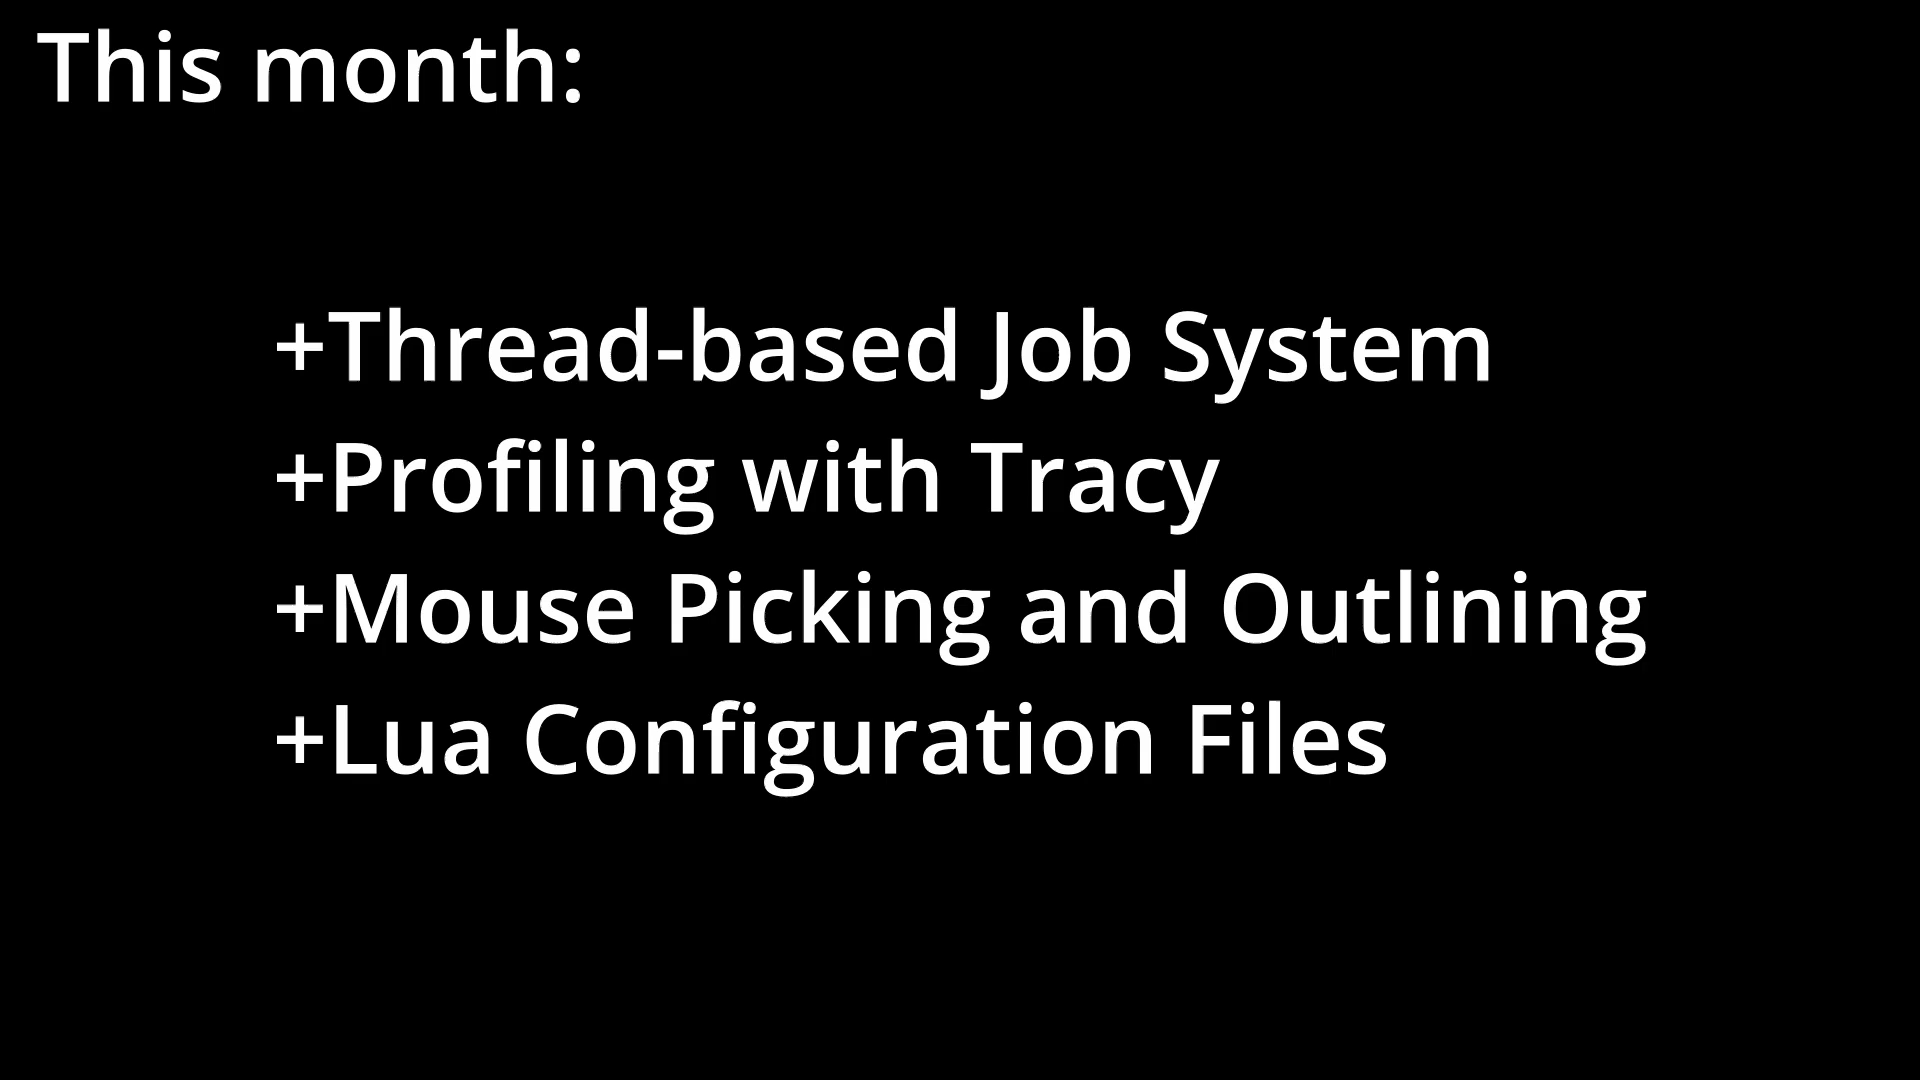 This month:
+Thread-based Job System
+Profiling with Tracy
+Mouse Picking and Outlining
+Lua Configuration Files